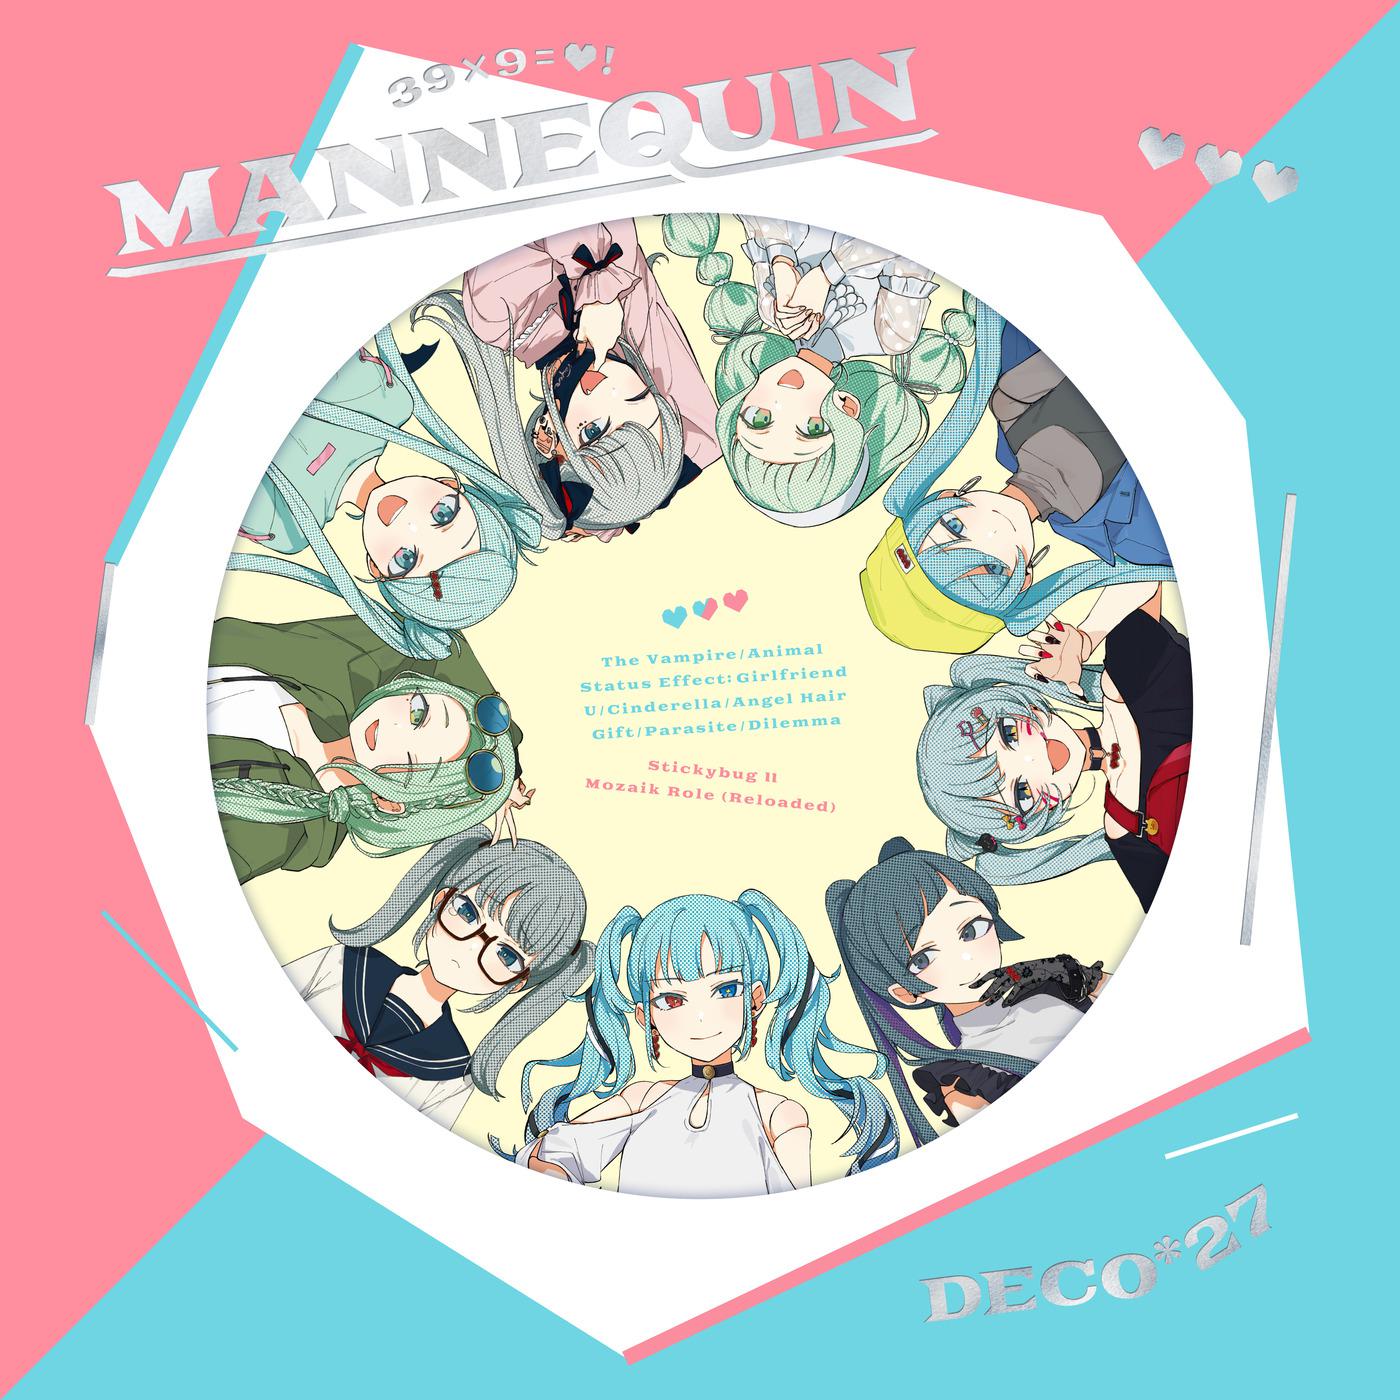 39×9=♥!
MANNEQUIN
The Vampire/Animal
Status Effect: Girlfriend
U/Cinderella/Angel Hair
Gift/Parasite/Dilemma
Stickybug II
Mozaik Role (Reloaded)
DECO*27